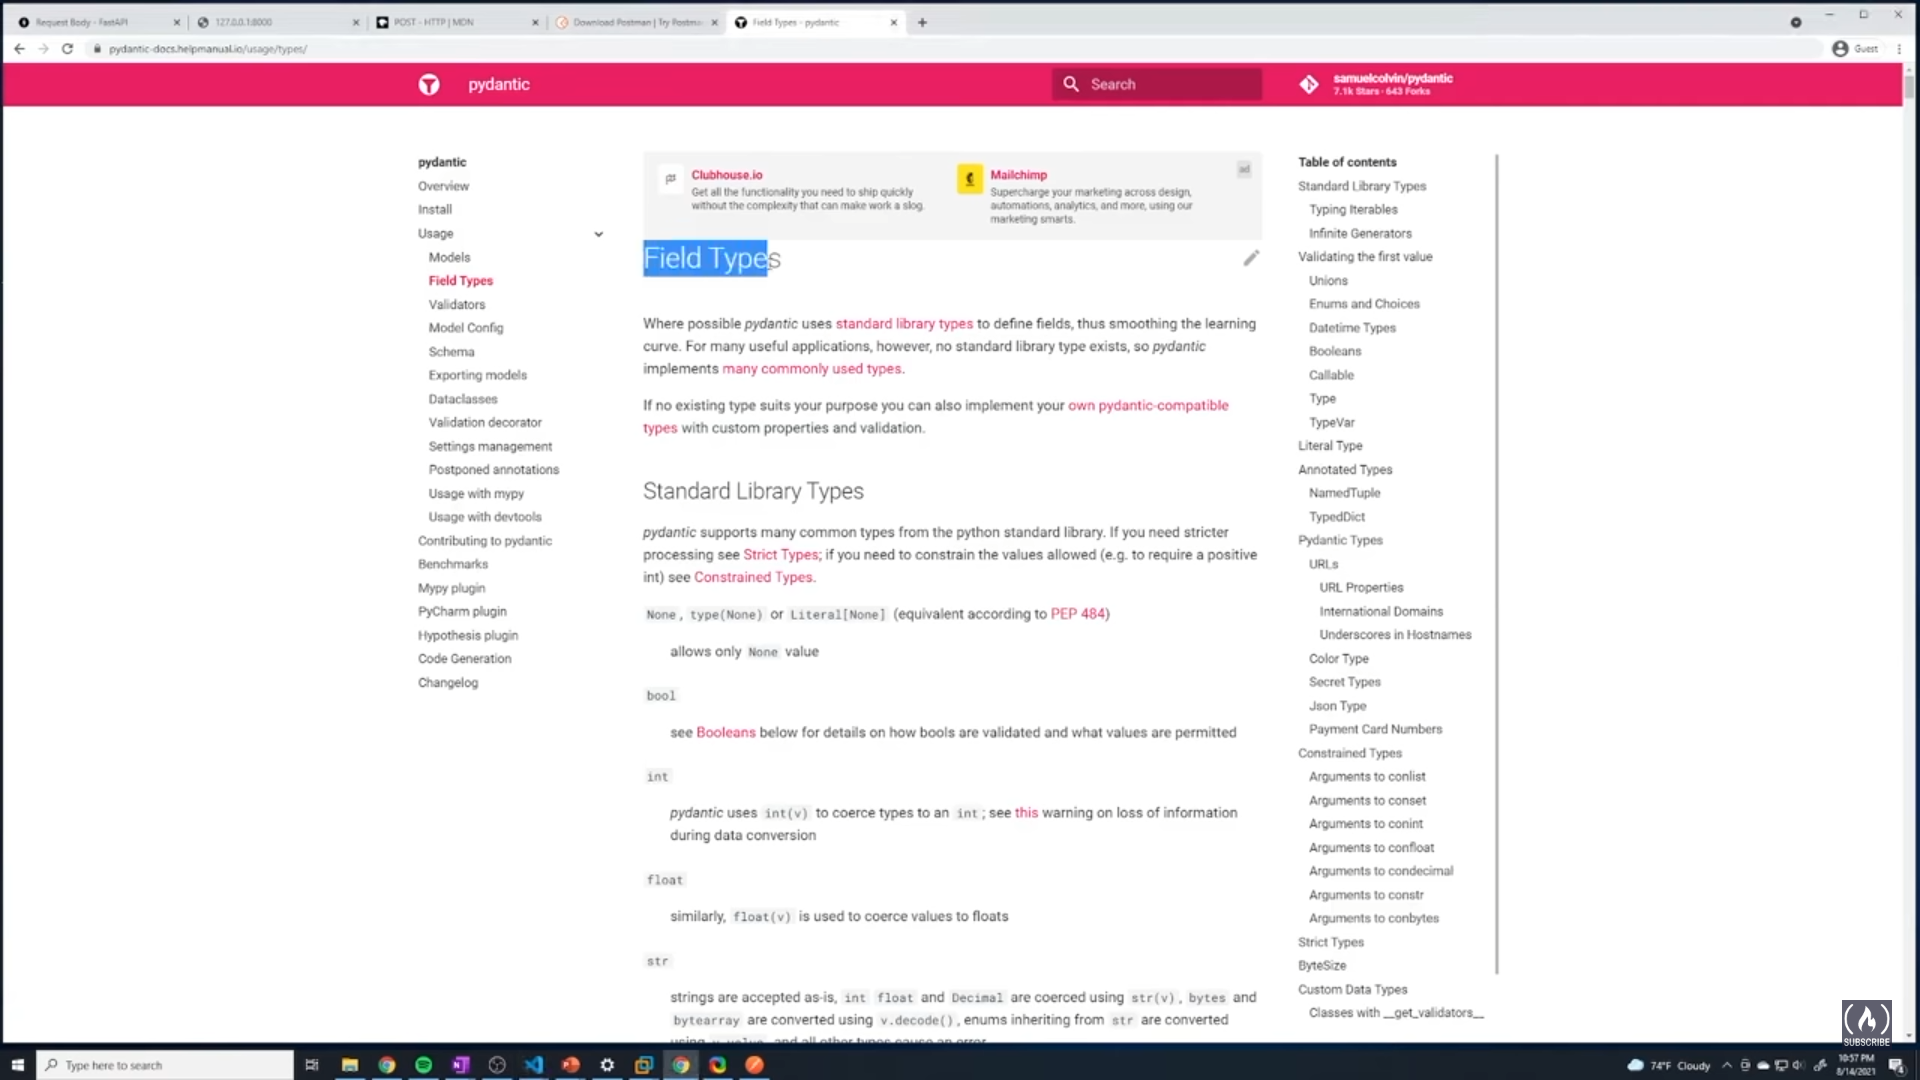 Request Body - FastAPI
127.0.0.1:8000
POST - HTTP | MDN
Download Postman | Try Postma
Field Types - pydantic
pydantic-docs.helpmanual.io/usage/types/
Guest
pydantic
Search
samuelcolvin/pydantic
7.1k Stars · 643 Forks
pydantic
Overview
Install
Usage
Models
Field Types
Validators
Model Config
Schema
Exporting models
Dataclasses
Validation decorator
Settings management
Postponed annotations
Usage with mypy
Usage with devtools
Contributing to pydantic
Benchmarks
Mypy plugin
PyCharm plugin
Hypothesis plugin
Code Generation
Changelog
Clubhouse.io
Get all the functionality you need to ship quickly
without the complexity that can make work a slog.
Mailchimp
Supercharge your marketing across design,
automations, analytics, and more, using our
marketing smarts.
ad
Field Types
Where possible pydantic uses standard library types to define fields, thus smoothing the learning
curve. For many useful applications, however, no standard library type exists, so pydantic
implements many commonly used types.
If no existing type suits your purpose you can also implement your own pydantic-compatible
types with custom properties and validation.
Standard Library Types
pydantic supports many common types from the python standard library. If you need stricter
processing see Strict Types; if you need to constrain the values allowed (e.g. to require a positive
int) see Constrained Types.
None, type(None) or Literal[None] (equivalent according to PEP 484)
allows only None value
bool
see Booleans below for details on how bools are validated and what values are permitted
int
pydantic uses int(v) to coerce types to an int; see this warning on loss of information
during data conversion
float
similarly, float(v) is used to coerce values to floats
str
strings are accepted as-is, int float and Decimal are coerced using str(v), bytes and
bytearray are converted using v.decode(), enums inheriting from str are converted
using v.value, and all other types cause an error
Table of contents
Standard Library Types
Typing Iterables
Infinite Generators
Validating the first value
Unions
Enums and Choices
Datetime Types
Booleans
Callable
Type
TypeVar
Literal Type
Annotated Types
NamedTuple
TypedDict
Pydantic Types
URLs
URL Properties
International Domains
Underscores in Hostnames
Color Type
Secret Types
Json Type
Payment Card Numbers
Constrained Types
Arguments to conlist
Arguments to conset
Arguments to conint
Arguments to confloat
Arguments to condecimal
Arguments to constr
Arguments to conbytes
Strict Types
ByteSize
Custom Data Types
Classes with __get_validators__
SUBSCRIBE
Type here to search
74°F Cloudy
10:57 PM
8/14/2021